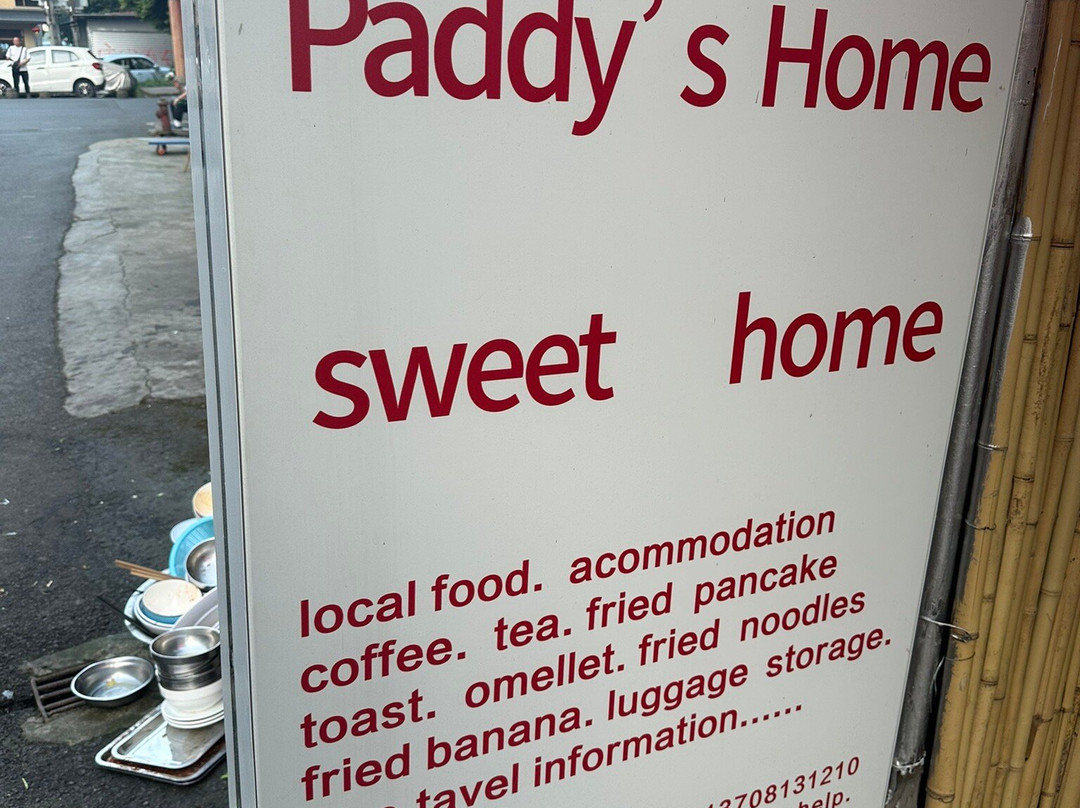 Paddy's Home
sweet home
local food. acommodation
coffee. tea. fried pancake
toast. omellet. fried noodles
fried banana. luggage storage.
tavel information......
13708131210
help.